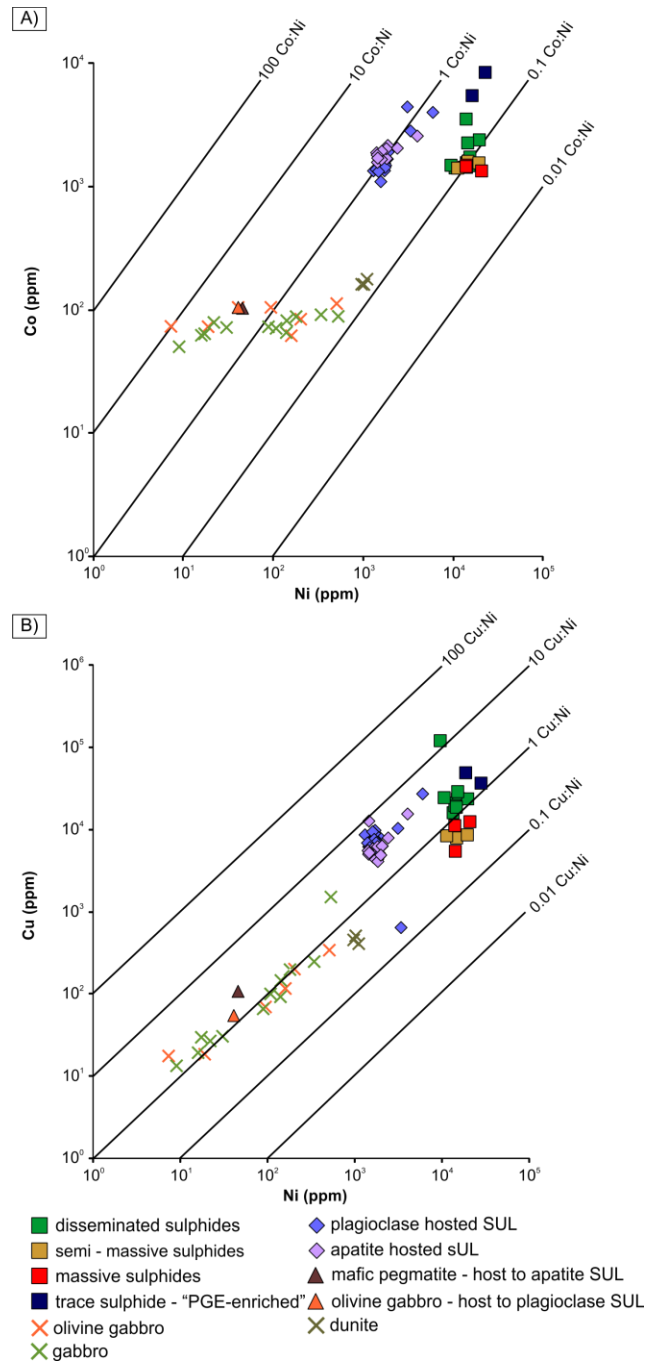 A)
100 Co:Ni
10 Co:Ni
1 Co:Ni
0.1 Co:Ni
0.01 Co:Ni
10⁴
10³
10²
10¹
10⁰
Co (ppm)
10⁰ 10¹ 10² 10³ 10⁴ 10⁵
Ni (ppm)
B)
100 Cu:Ni
10 Cu:Ni
1 Cu:Ni
0.1 Cu:Ni
0.01 Cu:Ni
10⁶
10⁵
10⁴
10³
10²
10¹
10⁰
Cu (ppm)
10⁰ 10¹ 10² 10³ 10⁴ 10⁵
Ni (ppm)
disseminated sulphides
semi - massive sulphides
massive sulphides
trace sulphide - “PGE-enriched”
olivine gabbro
gabbro
plagioclase hosted SUL
apatite hosted sUL
mafic pegmatite - host to apatite SUL
olivine gabbro - host to plagioclase SUL
dunite